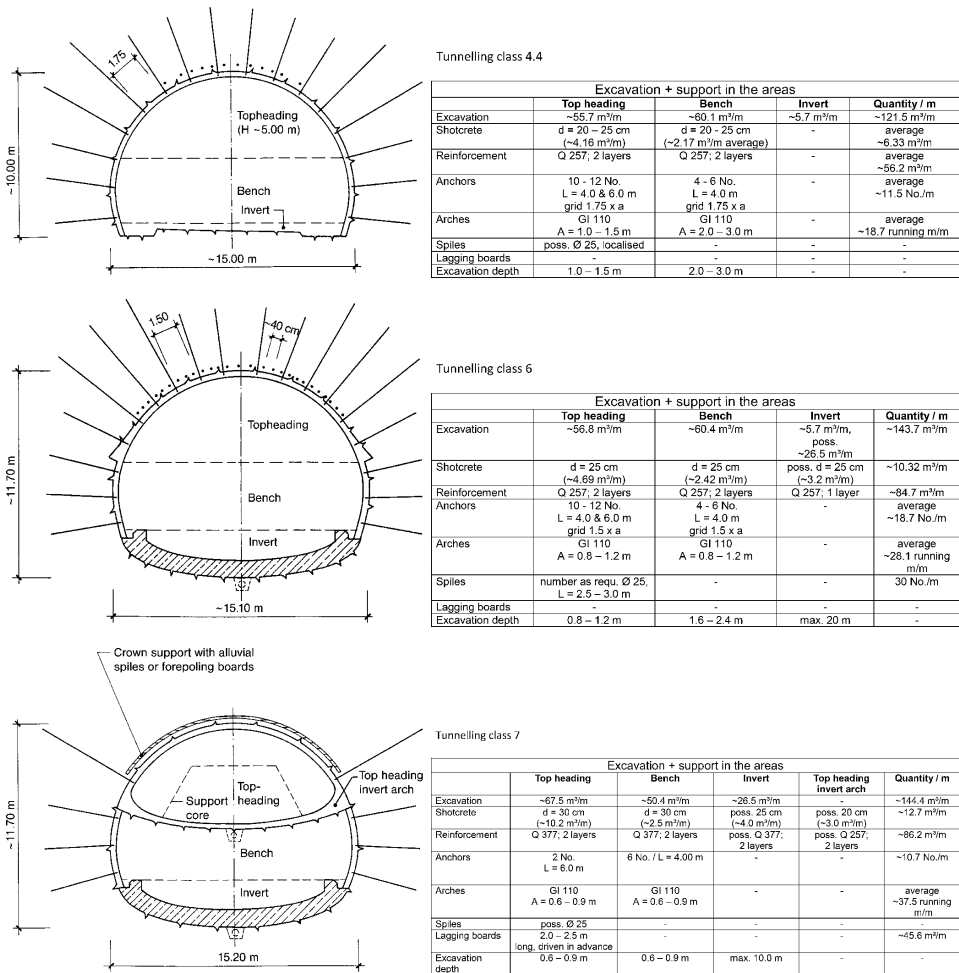 1.75
Topheading
(H ~5.00 m)
Bench
Invert
~10.00 m
~15.00 m
Tunnelling class 4.4
Excavation + support in the areas
Top heading Bench Invert Quantity / m
Excavation ~55.7 m³/m ~60.1 m³/m ~5.7 m³/m ~121.5 m³/m
Shotcrete d = 20 – 25 cm d = 20 - 25 cm - average
(~4.16 m³/m) (~2.17 m³/m average) ~6.33 m³/m
Reinforcement Q 257; 2 layers Q 257; 2 layers - average
~56.2 m³/m
Anchors 10 - 12 No. 4 - 6 No. - average
L = 4.0 & 6.0 m L = 4.0 m ~11.5 No./m
grid 1.75 x a grid 1.75 x a
Arches GI 110 GI 110 - average
A = 1.0 – 1.5 m A = 2.0 – 3.0 m ~18.7 running m/m
Spiles poss. Ø 25, localised - - -
Lagging boards - - - -
Excavation depth 1.0 – 1.5 m 2.0 – 3.0 m - -
1.50
~40 cm
Topheading
Bench
Invert
~11.70 m
~15.10 m
Tunnelling class 6
Excavation + support in the areas
Top heading Bench Invert Quantity / m
Excavation ~56.8 m³/m ~60.4 m³/m ~5.7 m³/m, ~143.7 m³/m
poss.
~26.5 m³/m
Shotcrete d = 25 cm d = 25 cm poss. d = 25 cm ~10.32 m³/m
(~4.69 m³/m) (~2.42 m³/m) (~3.2 m³/m)
Reinforcement Q 257; 2 layers Q 257; 2 layers Q 257; 1 layer ~84.7 m³/m
Anchors 10 - 12 No. 4 - 6 No. - average
L = 4.0 & 6.0 m L = 4.0 m ~18.7 No./m
grid 1.5 x a grid 1.5 x a
Arches GI 110 GI 110 - average
A = 0.8 – 1.2 m A = 0.8 – 1.2 m ~28.1 running
m/m
Spiles number as requ. Ø 25, - - 30 No./m
L = 2.5 – 3.0 m
Lagging boards - - - -
Excavation depth 0.8 – 1.2 m 1.6 – 2.4 m max. 20 m -
Crown support with alluvial
spiles or forepoling boards
Top-
heading
Support
core
Top heading
invert arch
Bench
Invert
~11.70 m
15.20 m
Tunnelling class 7
Excavation + support in the areas
Top heading Bench Invert Top heading Quantity / m
invert arch
Excavation ~67.5 m³/m ~50.4 m³/m ~26.5 m³/m - ~144.4 m³/m
Shotcrete d = 30 cm d = 30 cm poss. 25 cm poss. 20 cm ~12.7 m³/m
(~10.2 m³/m) (~2.5 m³/m) (~4.0 m³/m) (~3.0 m³/m)
Reinforcement Q 377; 2 layers Q 377; 2 layers poss. Q 377; poss. Q 257; ~86.2 m³/m
2 layers 2 layers
Anchors 2 No. 6 No. / L = 4.00 m - - ~10.7 No./m
L = 6.0 m
Arches GI 110 GI 110 - - average
A = 0.6 – 0.9 m A = 0.6 – 0.9 m ~37.5 running
m/m
Spiles poss. Ø 25 - - - -
Lagging boards 2.0 – 2.5 m - - - ~45.6 m²/m
long, driven in advance
Excavation 0.6 – 0.9 m 0.6 – 0.9 m max. 10.0 m - -
depth